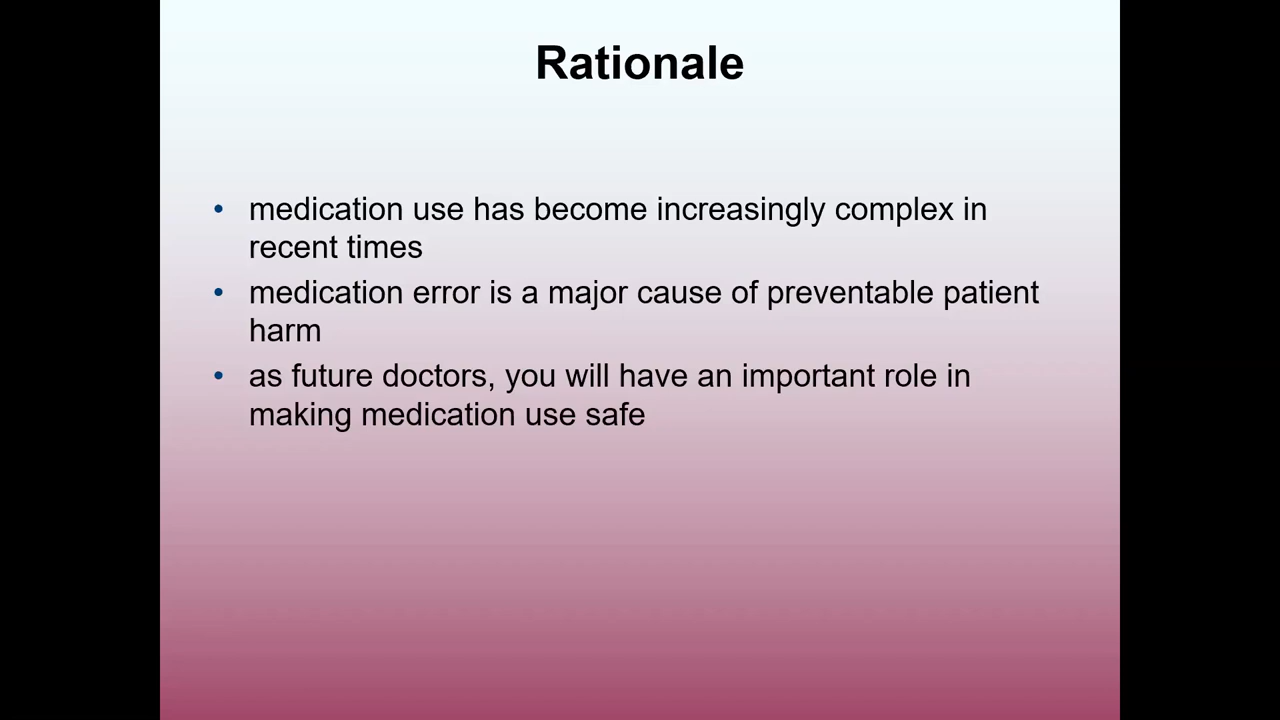 Rationale
• medication use has become increasingly complex in
recent times
• medication error is a major cause of preventable patient
harm
• as future doctors, you will have an important role in
making medication use safe